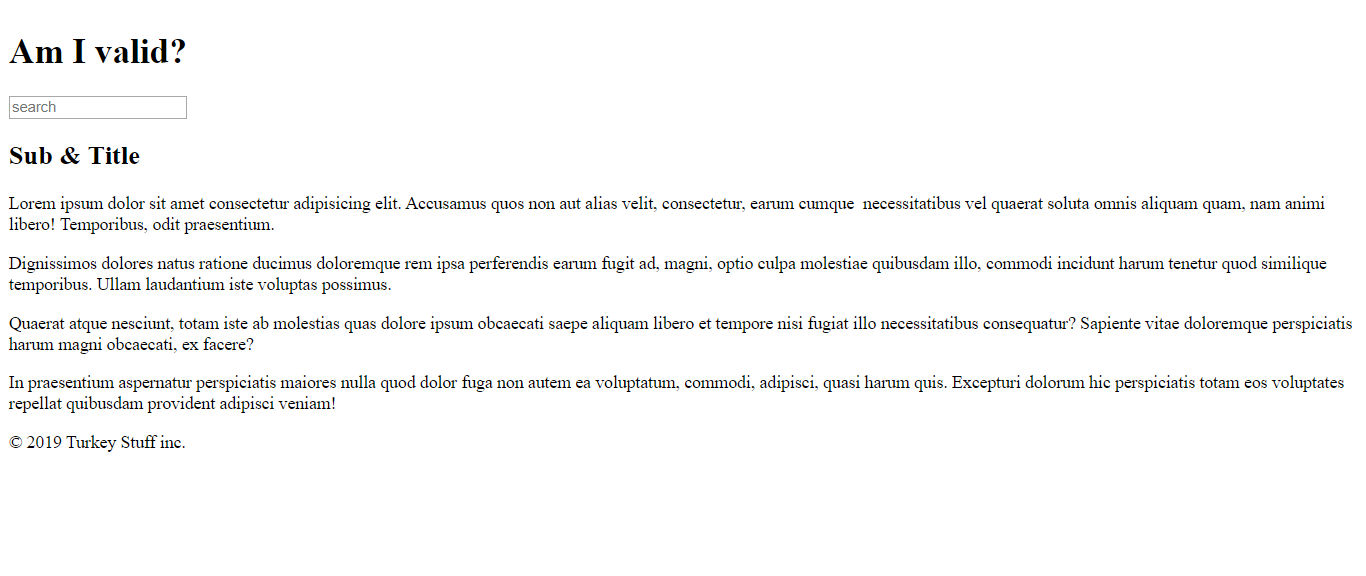 Am I valid?
search
Sub & Title
Lorem ipsum dolor sit amet consectetur adipisicing elit. Accusamus quos non aut alias velit, consectetur, earum cumque  necessitatibus vel quaerat soluta omnis aliquam quam, nam animi
libero! Temporibus, odit praesentium.
Dignissimos dolores natus ratione ducimus doloremque rem ipsa perferendis earum fugit ad, magni, optio culpa molestiae quibusdam illo, commodi incidunt harum tenetur quod similique
temporibus. Ullam laudantium iste voluptas possimus.
Quaerat atque nesciunt, totam iste ab molestias quas dolore ipsum obcaecati saepe aliquam libero et tempore nisi fugiat illo necessitatibus consequatur? Sapiente vitae doloremque perspiciatis
harum magni obcaecati, ex facere?
In praesentium aspernatur perspiciatis maiores nulla quod dolor fuga non autem ea voluptatum, commodi, adipisci, quasi harum quis. Excepturi dolorum hic perspiciatis totam eos voluptates
repellat quibusdam provident adipisci veniam!
© 2019 Turkey Stuff inc.